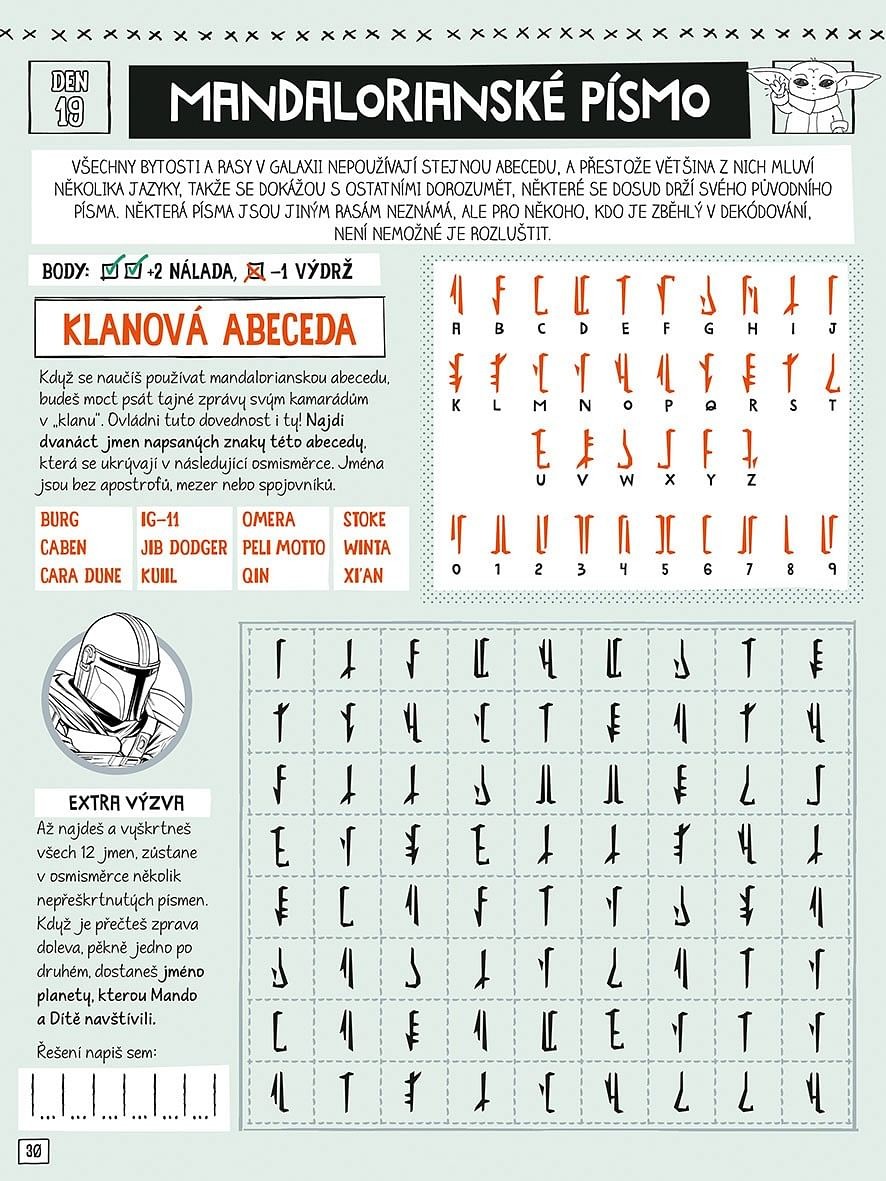 DEN
19
MANDALORIANSKÉ PÍSMO
VŠECHNY BYTOSTI A RASY V GALAXII NEPOUŽÍVAJÍ STEJNOU ABECEDU, A PŘESTOŽE VĚTŠINA Z NICH MLUVÍ
NĚKOLIKA JAZYKY, TAKŽE SE DOKÁŽOU S OSTATNÍMI DOROZUMĚT, NĚKTERÉ SE DOSUD DRŽÍ SVÉHO PŮVODNÍHO
PÍSMA. NĚKTERÁ PÍSMA JSOU JINÝM RASÁM NEZNÁMÁ, ALE PRO NĚKOHO, KDO JE ZBĚHLÝ V DEKÓDOVÁNÍ,
NENÍ NEMOŽNÉ JE ROZLUŠTIT.
BODY: +2 NÁLADA, -1 VÝDRŽ
KLANOVÁ ABECEDA
Když se naučíš používat mandalorianskou abecedu,
budeš moct psát tajné zprávy svým kamarádům
v „klanu“. Ovládni tuto dovednost i ty! Najdi
dvanáct jmen napsaných znaky této abecedy,
která se ukrývají v následující osmisměrce. Jména
jsou bez apostrofů, mezer nebo spojovníků.
BURG IG-11 OMERA STOKE
CABEN JIB DODGER PELI MOTTO WINTA
CARA DUNE KUIIL QIN XI'AN
A B C D E F G H I J
K L M N O P Q R S T
U V W X Y Z
0 1 2 3 4 5 6 7 8 9
EXTRA VÝZVA
Až najdeš a vyškrtneš
všech 12 jmen, zůstane
v osmisměrce několik
nepřeškrtnutých písmen.
Když je přečteš zprava
doleva, pěkně jedno po
druhém, dostaneš jméno
planety, kterou Mando
a Dítě navštívili.
Řešení napiš sem:
30